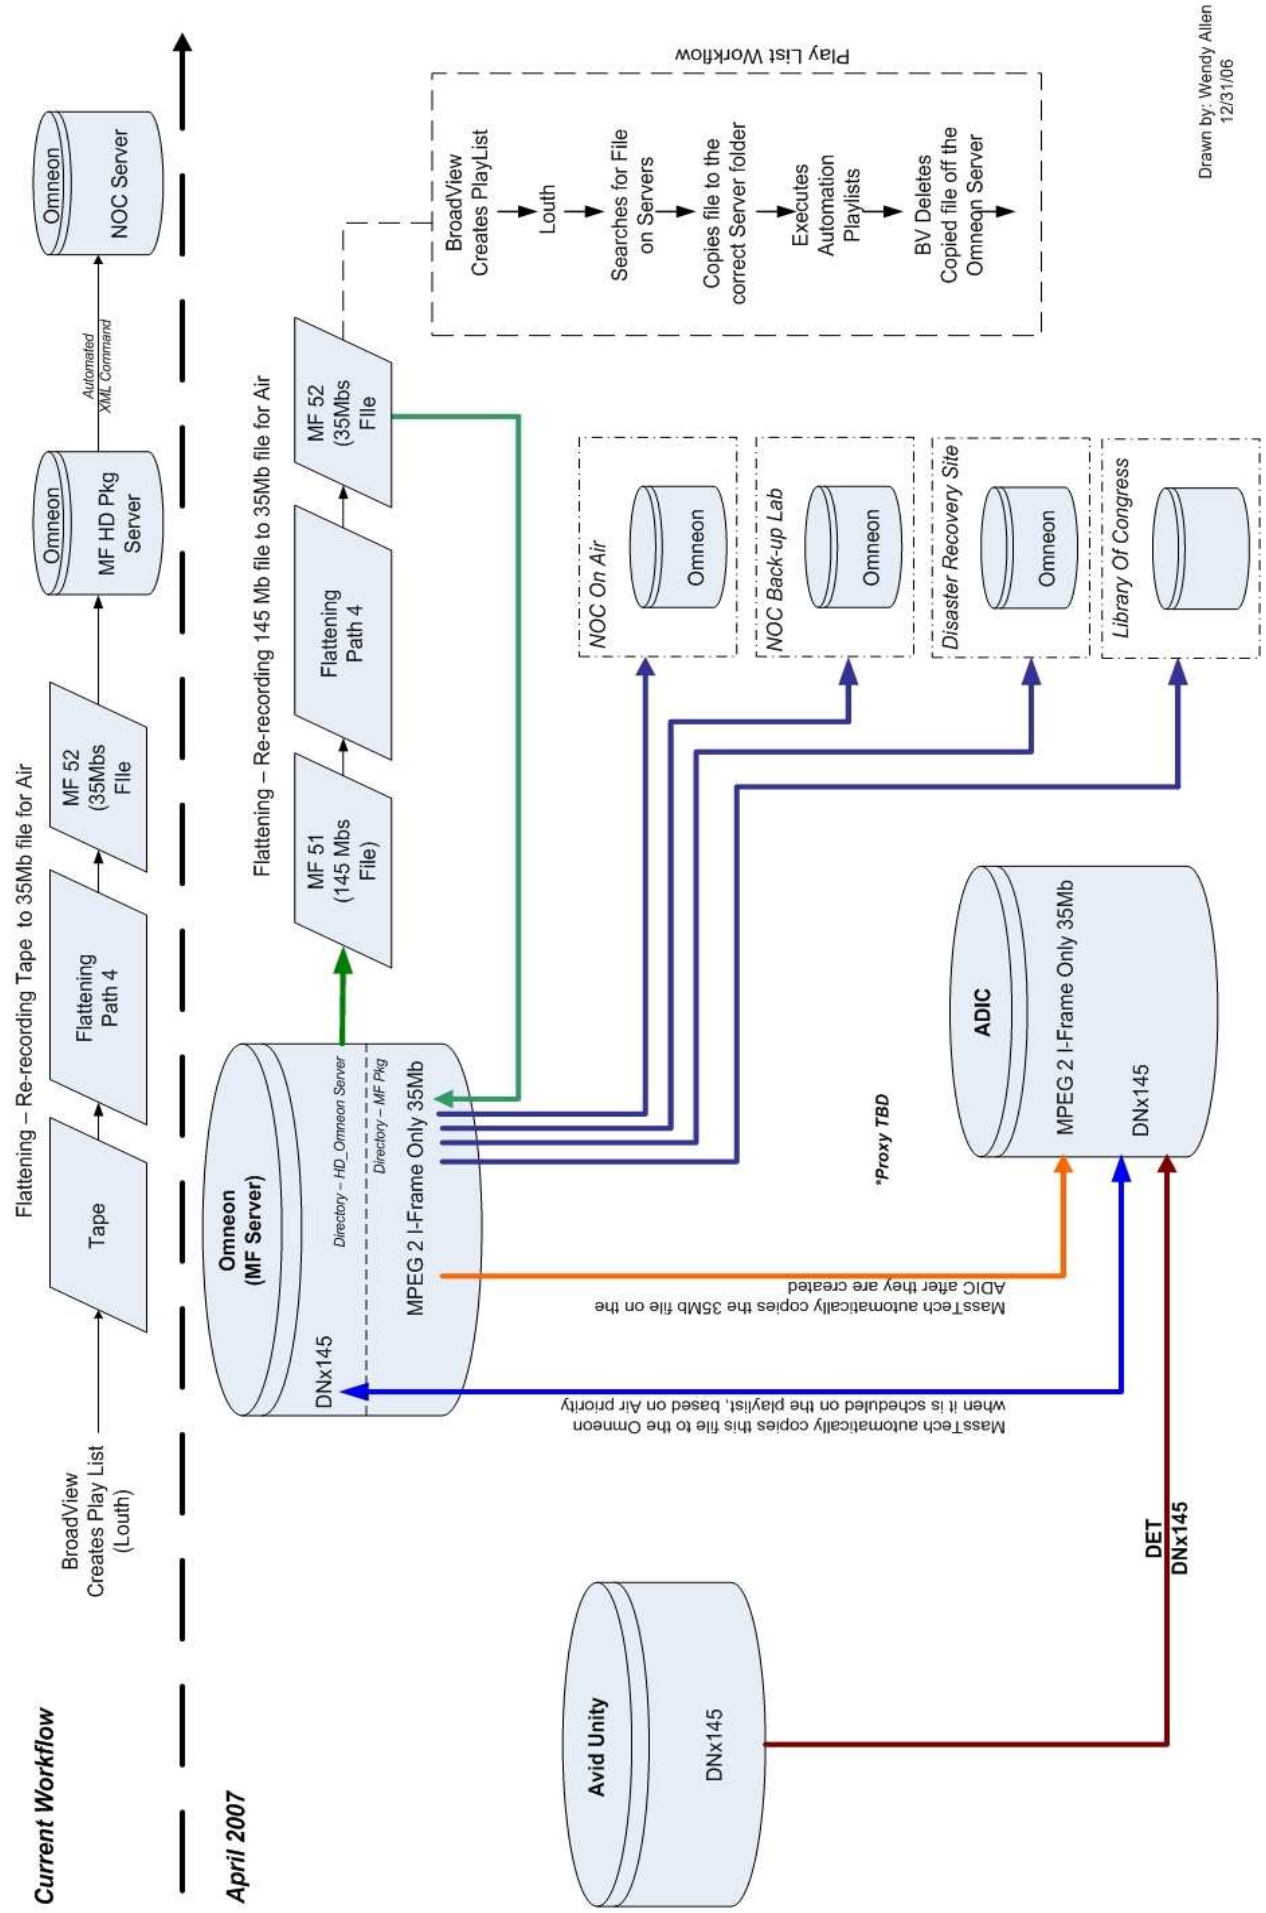 Current Workflow
Flattening – Re-recording Tape to 35Mb file for Air
BroadView
Creates Play List
(Louth)
Tape
Flattening
Path 4
MF 52
(35Mbs
FIle
Omneon
MF HD Pkg
Server
Automated
XML Command
Omneon
NOC Server
April 2007
Flattening – Re-recording 145 Mb file to 35Mb file for Air
Omneon
(MF Server)
DNx145
Directory – HD_Omneon Server
Directory – MF Pkg
MPEG 2 I-Frame Only 35Mb
MF 51
(145 Mbs
File)
Flattening
Path 4
MF 52
(35Mbs
FIle
Play List Workflow
BroadView
Creates PlayList
Louth
Searches for File
on Servers
Copies file to the
correct Server folder
Executes
Automation
Playlists
BV Deletes
Copied file off the
Omneon Server
NOC On Air
Omneon
NOC Back-up Lab
Omneon
Disaster Recovery Site
Omneon
Library Of Congress
MassTech automatically copies this file to the Omneon
when it is scheduled on the playlist, based on Air priority
MassTech automatically copies the 35Mb file on the
ADIC after they are created
*Proxy TBD
Avid Unity
DNx145
DET
DNx145
ADIC
MPEG 2 I-Frame Only 35Mb
DNx145
Drawn by: Wendy Allen
12/31/06